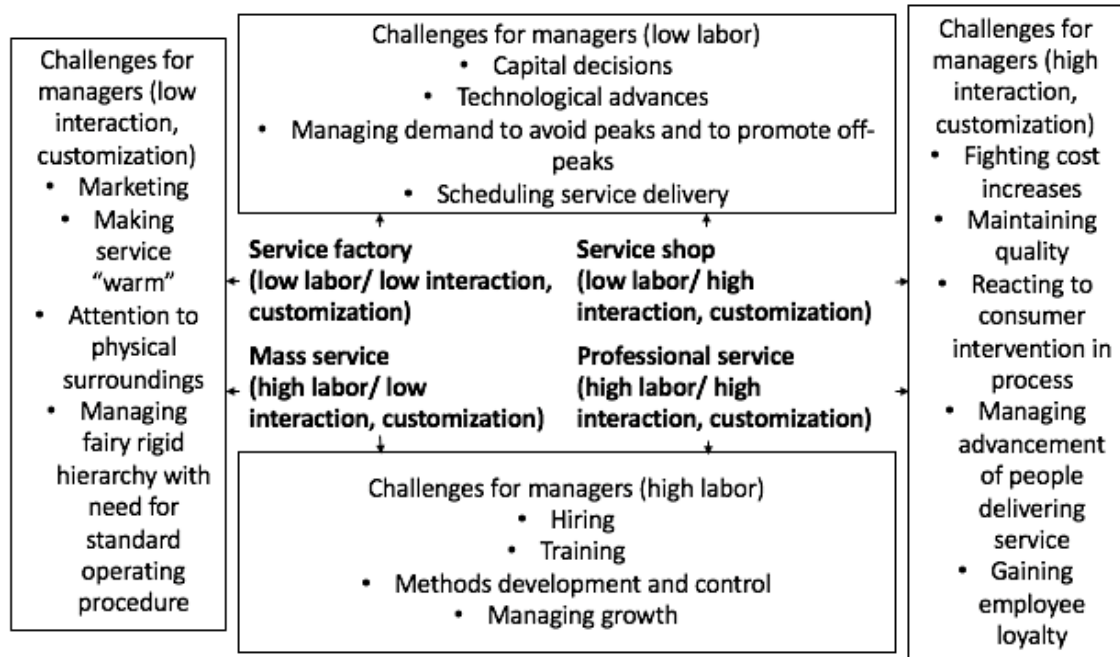 Challenges for
managers (low
interaction,
customization)
• Marketing
• Making
service
“warm”
• Attention to
physical
surroundings
• Managing
fairy rigid
hierarchy with
need for
standard
operating
procedure
Challenges for managers (low labor)
• Capital decisions
• Technological advances
• Managing demand to avoid peaks and to promote off-
peaks
• Scheduling service delivery
Service factory
(low labor/ low interaction,
customization)
Service shop
(low labor/ high
interaction, customization)
Mass service
(high labor/ low
interaction, customization)
Professional service
(high labor/ high
interaction, customization)
Challenges for managers (high labor)
• Hiring
• Training
• Methods development and control
• Managing growth
Challenges for
managers (high
interaction,
customization)
• Fighting cost
increases
• Maintaining
quality
• Reacting to
consumer
intervention in
process
• Managing
advancement
of people
delivering
service
• Gaining
employee
loyalty